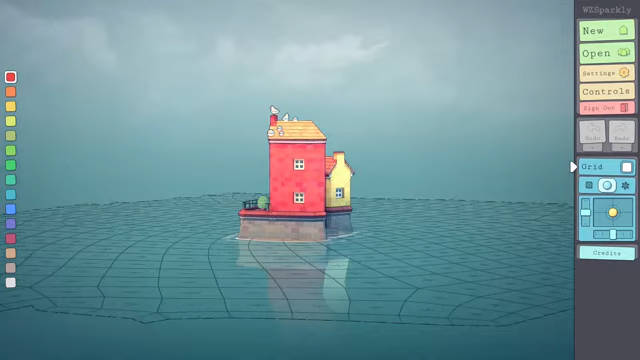 WZSparkly
New
Open
Settings
Controls
Sign Out
Undo
Redo
Grid
Credits